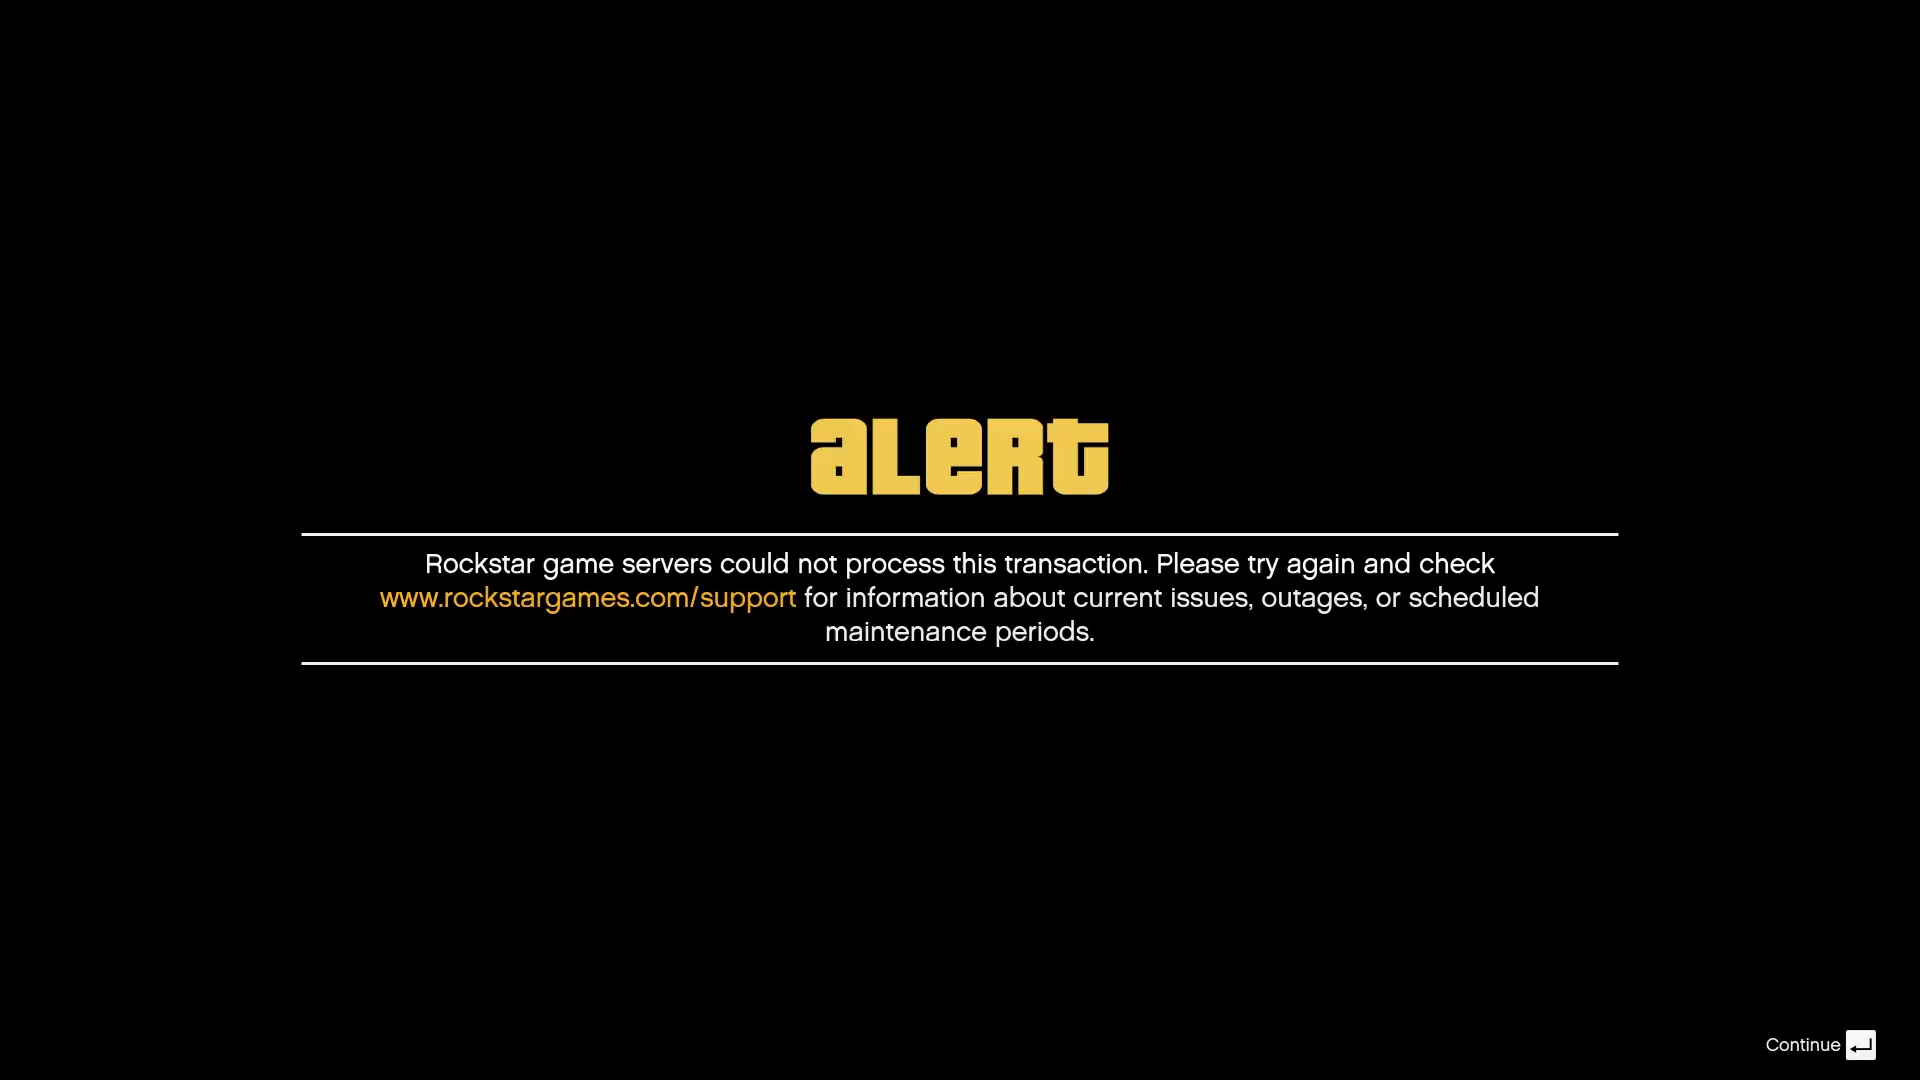 alert
Rockstar game servers could not process this transaction. Please try again and check
www.rockstargames.com/support for information about current issues, outages, or scheduled
maintenance periods.
Continue